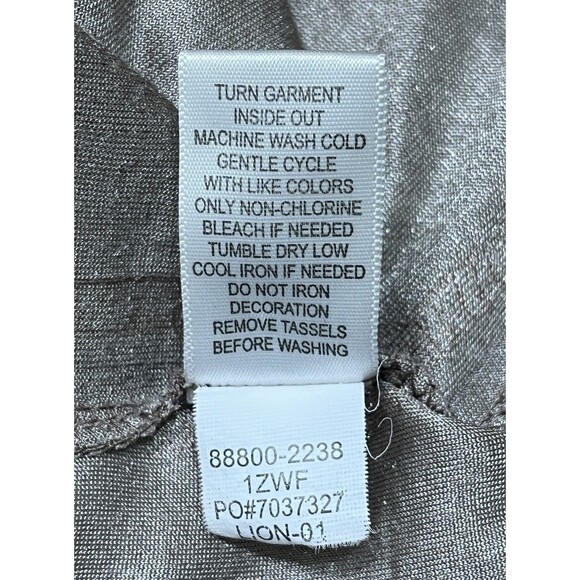 TURN GARMENT
INSIDE OUT
MACHINE WASH COLD
GENTLE CYCLE
WITH LIKE COLORS
ONLY NON-CHLORINE
BLEACH IF NEEDED
TUMBLE DRY LOW
COOL IRON IF NEEDED
DO NOT IRON
DECORATION
REMOVE TASSELS
BEFORE WASHING
88800-2238
1ZWF
PO#7037327
LION-01